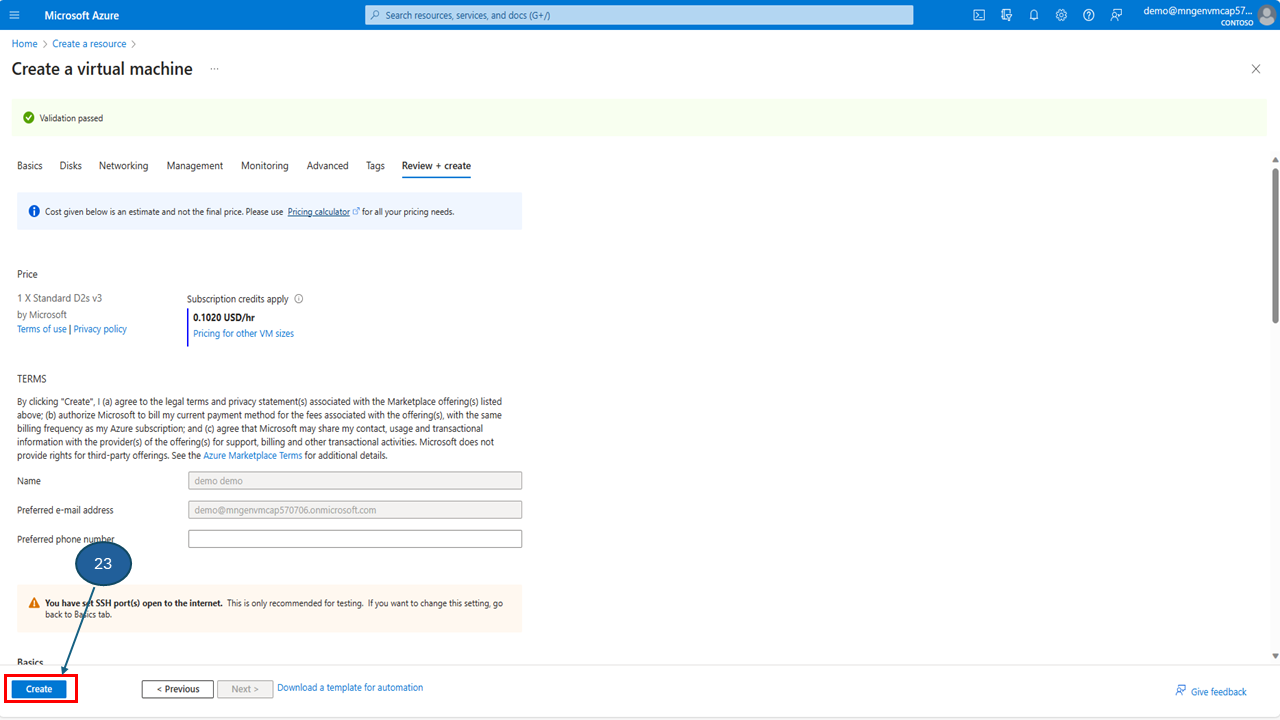 Microsoft Azure
Search resources, services, and docs (G+/)
demo@mngenvmcap57...
CONTOSO
Home > Create a resource >
Create a virtual machine ...
Validation passed
Basics Disks Networking Management Monitoring Advanced Tags Review + create
Cost given below is an estimate and not the final price. Please use Pricing calculator for all your pricing needs.
Price
1 X Standard D2s v3
by Microsoft
Terms of use | Privacy policy
Subscription credits apply
0.1020 USD/hr
Pricing for other VM sizes
TERMS
By clicking "Create", I (a) agree to the legal terms and privacy statement(s) associated with the Marketplace offering(s) listed
above; (b) authorize Microsoft to bill my current payment method for the fees associated with the offering(s), with the same
billing frequency as my Azure subscription; and (c) agree that Microsoft may share my contact, usage and transactional
information with the provider(s) of the offering(s) for support, billing and other transactional activities. Microsoft does not
provide rights for third-party offerings. See the Azure Marketplace Terms for additional details.
Name
demo demo
Preferred e-mail address
demo@mngenvmcap570706.onmicrosoft.com
Preferred phone number
23
You have set SSH port(s) open to the internet. This is only recommended for testing. If you want to change this setting, go
back to Basics tab.
Basics
Create
< Previous
Next >
Download a template for automation
Give feedback